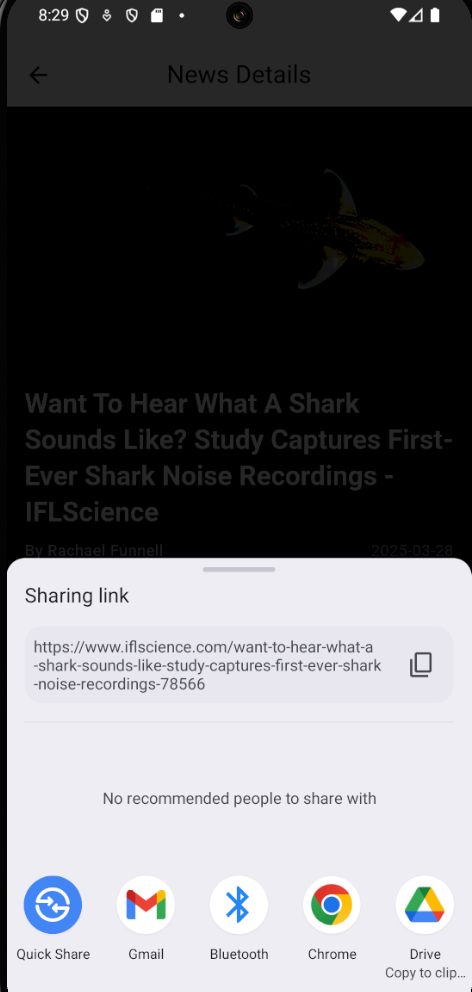 8:29
News Details
Want To Hear What A Shark
Sounds Like? Study Captures First-
Ever Shark Noise Recordings -
IFLScience
By Rachael Funnell 2025-03-28
Sharing link
https://www.iflscience.com/want-to-hear-what-a
-shark-sounds-like-study-captures-first-ever-shark
-noise-recordings-78566
No recommended people to share with
Quick Share Gmail Bluetooth Chrome Drive
Copy to clip...